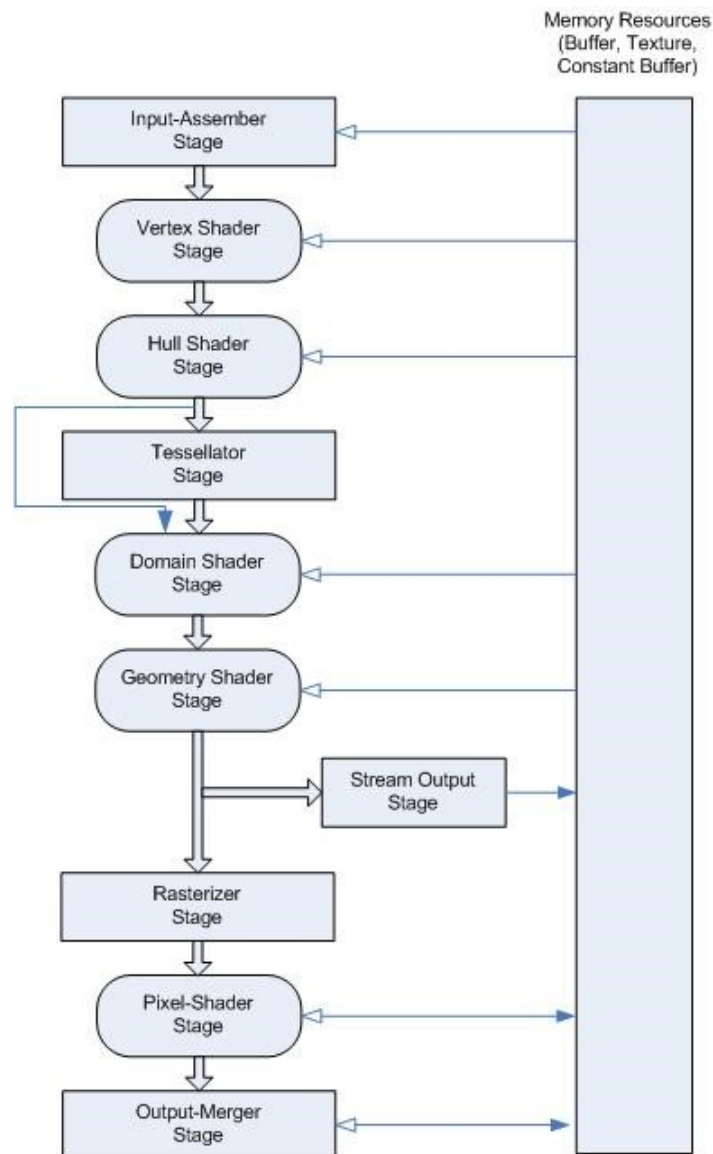 Memory Resources
(Buffer, Texture,
Constant Buffer)
Input-Assember
Stage
Vertex Shader
Stage
Hull Shader
Stage
Tessellator
Stage
Domain Shader
Stage
Geometry Shader
Stage
Stream Output
Stage
Rasterizer
Stage
Pixel-Shader
Stage
Output-Merger
Stage